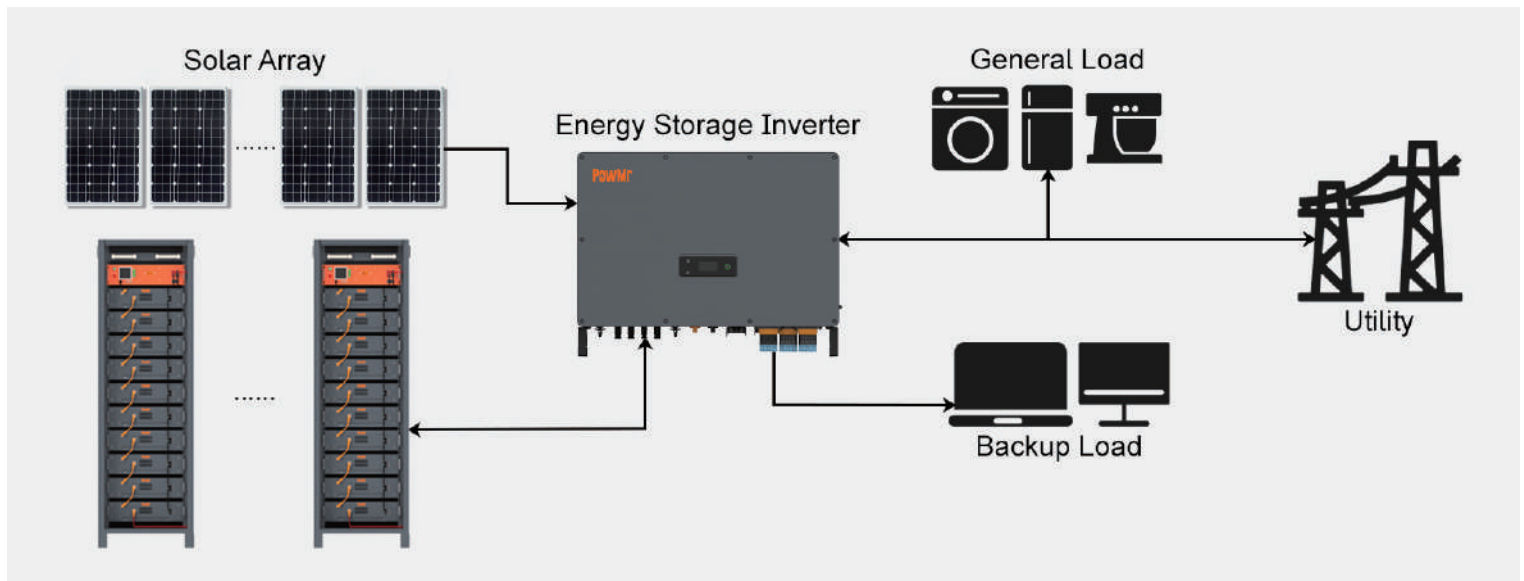 Solar Array
General Load
Energy Storage Inverter
PowMr
Utility
Backup Load